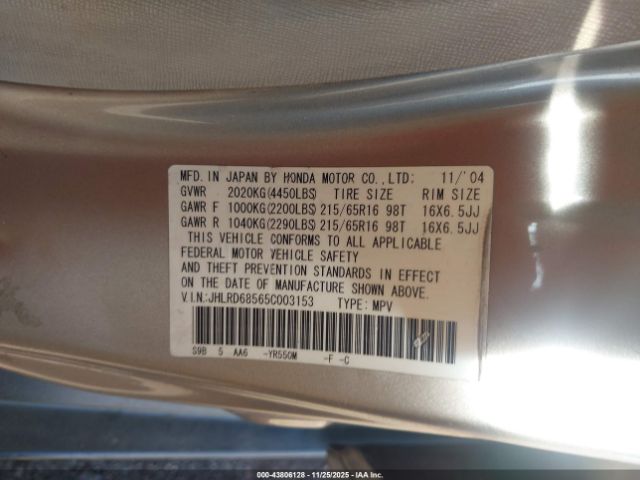 MFD.IN JAPAN BY HONDA MOTOR CO.,LTD: 11/'04
GVWR 2020KG(4450LBS) TIRE SIZE RIM SIZE
GAWR F 1000KG(2200LBS) 215/65R16 98T 16X6.5JJ
GAWR R 1040KG(2290LBS) 215/65R16 98T 16X6.5JJ
THIS VEHICLE CONFORMS TO ALL APPLICABLE
FEDERAL MOTOR VEHICLE SAFETY
AND THEFT PREVENTION STANDARDS IN EFFECT
ON THE DATE OF MANUFACTURE SHOWN ABOVE.
V.I.N:JHLRD68565C003153 TYPE: MPV
S9B 5 AA6 -YR550M -F -C
000-43806128 - 11/25/2025 - Copyright IAA, LLC